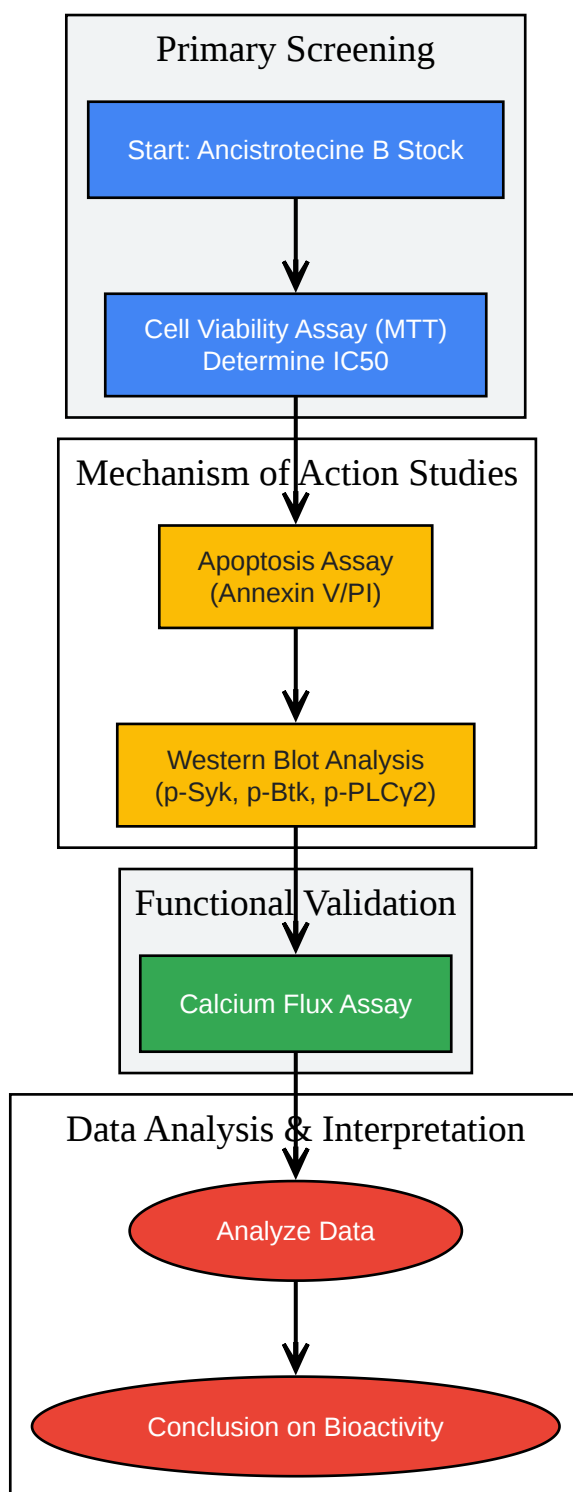 Primary Screening
Start: Ancistrotecine B Stock
Cell Viability Assay (MTT)
Determine IC50
Mechanism of Action Studies
Apoptosis Assay
(Annexin V/PI)
Western Blot Analysis
(p-Syk, p-Btk, p-PLCγ2)
Functional Validation
Calcium Flux Assay
Data Analysis & Interpretation
Analyze Data
Conclusion on Bioactivity